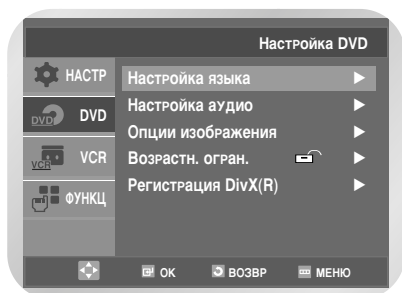 Настройка DVD
НАСТР
DVD
DVD
VCR
VCR
ФУНКЦ
Настройка языка ►
Настройка аудио ►
Опции изображения ►
Возрастн. огран. ►
Регистрация DivX(R) ►
ОК ВОЗВР МЕНЮ